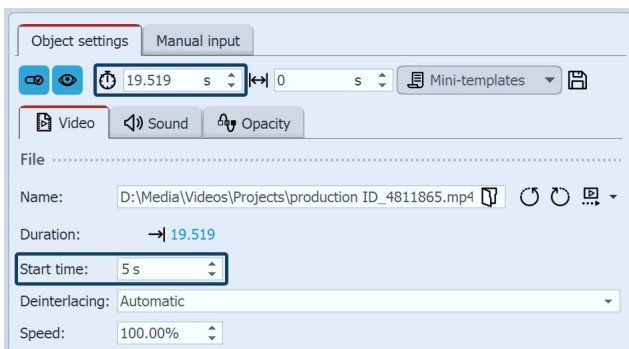 Object settings Manual input
19.519 s 0 s Mini-templates
Video Sound Opacity
File
Name: D:\Media\Videos\Projects\production ID_4811865.mp4
Duration: 19.519
Start time: 5 s
Deinterlacing: Automatic
Speed: 100.00%